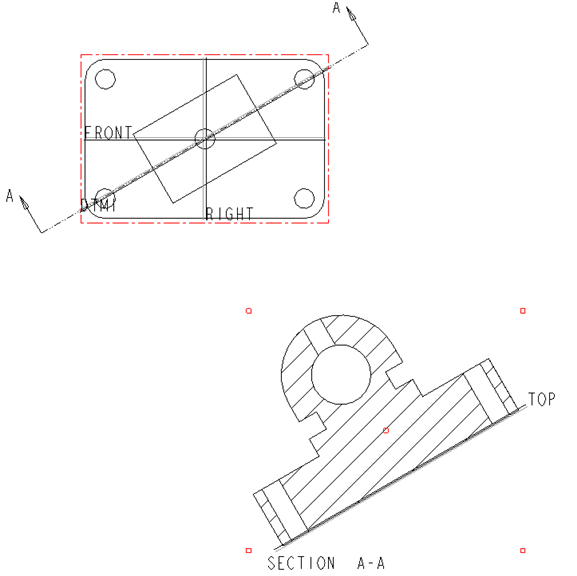 A
FRONT
A
DTM1
RIGHT
TOP
SECTION A-A